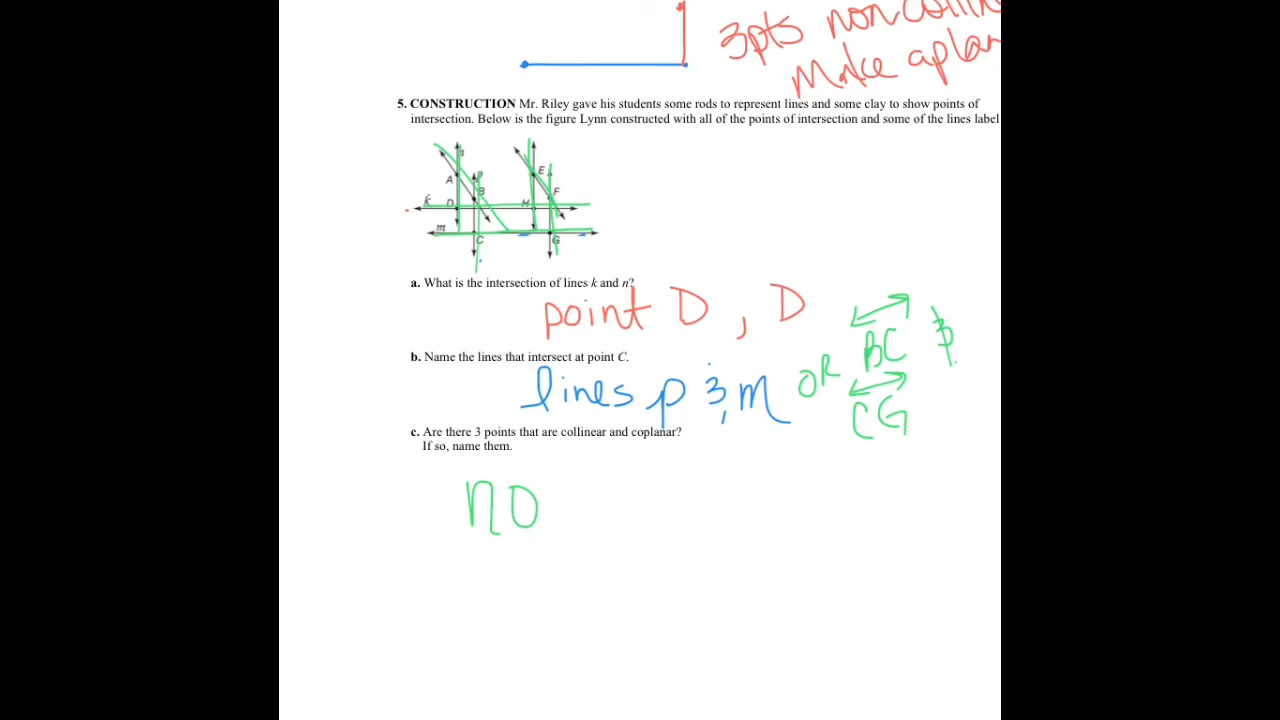 3pts noncollin
Make a plan
5. CONSTRUCTION Mr. Riley gave his students some rods to represent lines and some clay to show points of
intersection. Below is the figure Lynn constructed with all of the points of intersection and some of the lines label
n
E
A
p
B
F
k
D
H
m
C
G
a. What is the intersection of lines k and n?
point D , D
b. Name the lines that intersect at point C.
lines p & m OR BC &
CG
c. Are there 3 points that are collinear and coplanar?
If so, name them.
no